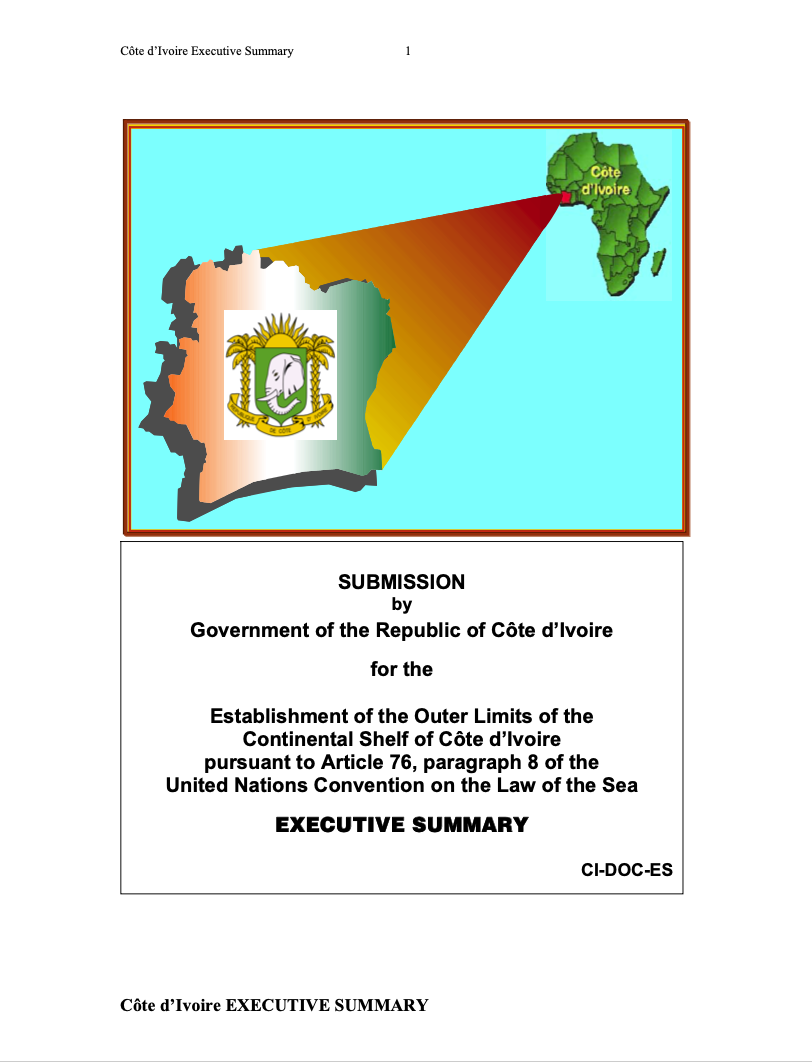 Côte d’Ivoire Executive Summary 1
Côte
d'Ivoire
DE CÔTE
SUBMISSION
by
Government of the Republic of Côte d’Ivoire
for the
Establishment of the Outer Limits of the
Continental Shelf of Côte d’Ivoire
pursuant to Article 76, paragraph 8 of the
United Nations Convention on the Law of the Sea
EXECUTIVE SUMMARY
CI-DOC-ES
Côte d’Ivoire EXECUTIVE SUMMARY